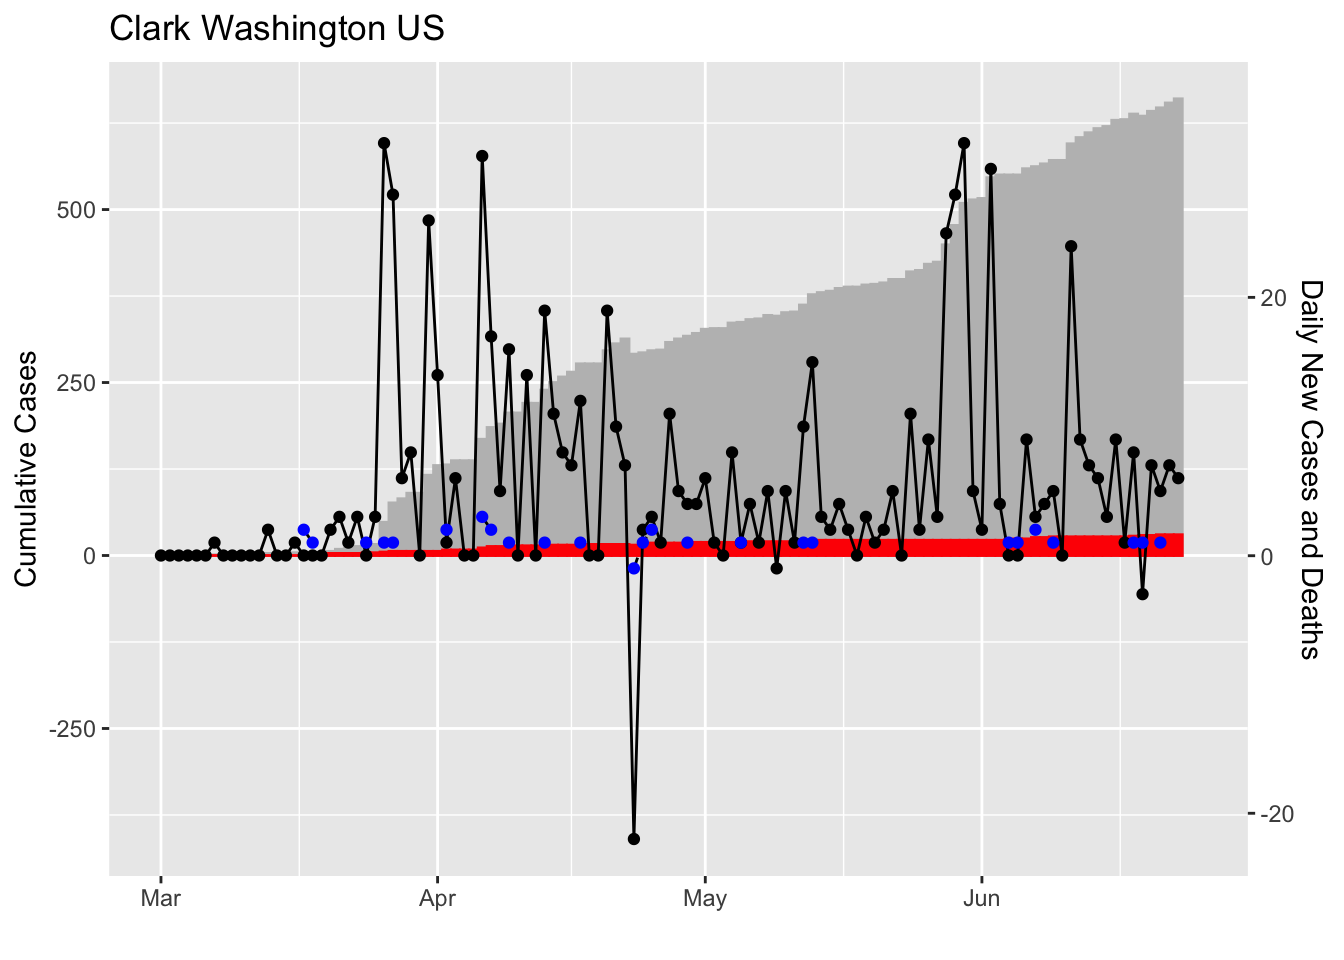 Clark Washington US
Cumulative Cases
500
250
0
-250
20
0
-20
Daily New Cases and Deaths
Mar
Apr
May
Jun